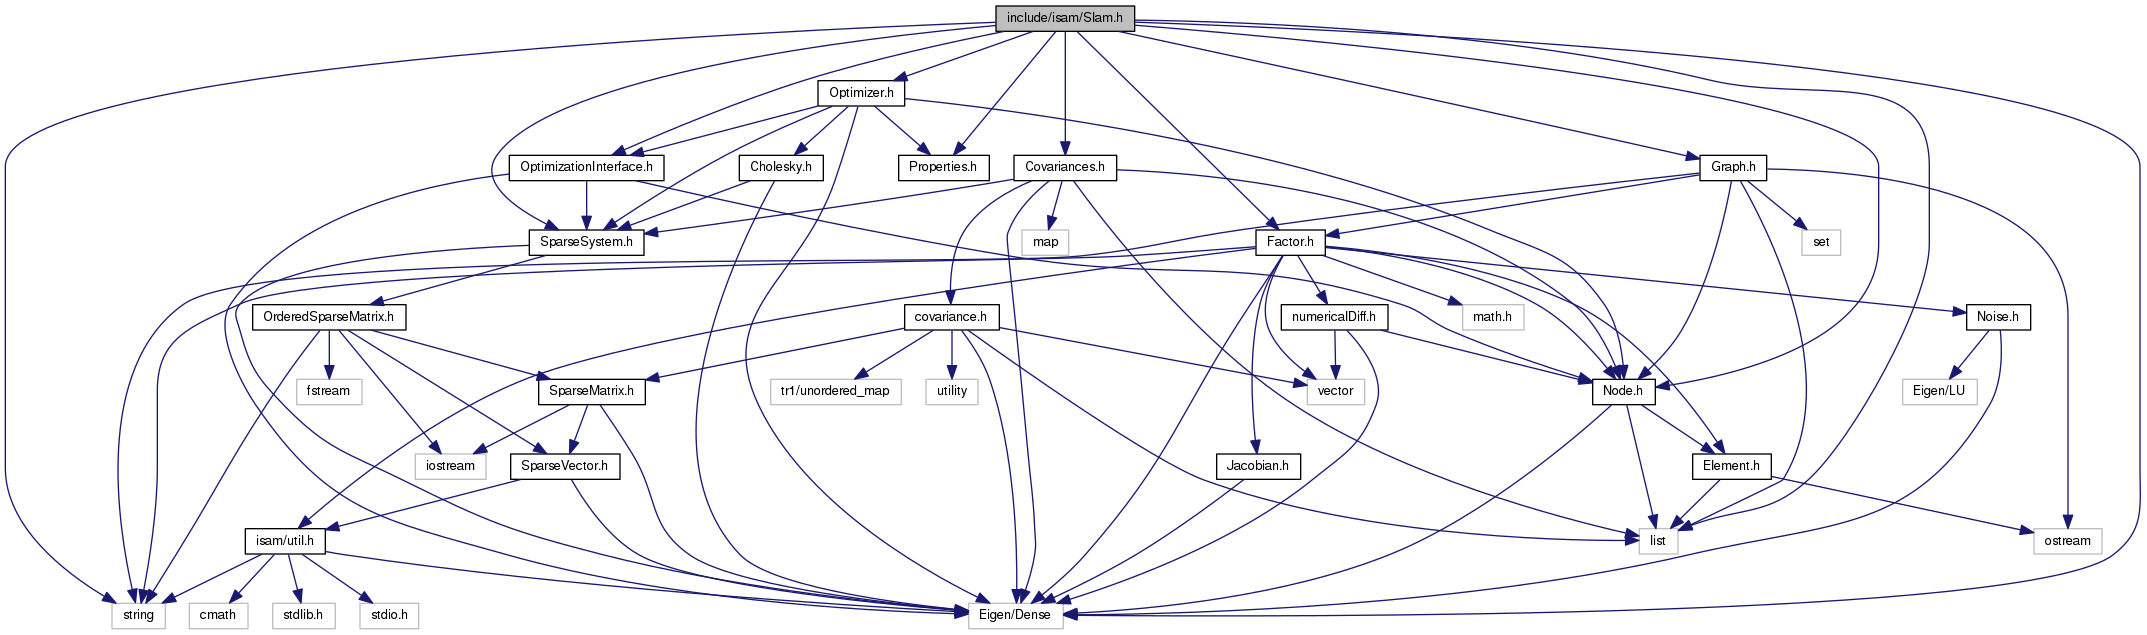 include/isam/Slam.h
Optimizer.h
OptimizationInterface.h
Cholesky.h
Properties.h
Covariances.h
Graph.h
SparseSystem.h
map
Factor.h
set
OrderedSparseMatrix.h
covariance.h
numericalDiff.h
math.h
Noise.h
fstream
SparseMatrix.h
tr1/unordered_map
utility
vector
Node.h
Eigen/LU
iostream
SparseVector.h
Jacobian.h
Element.h
isam/util.h
list
ostream
string
cmath
stdlib.h
stdio.h
Eigen/Dense